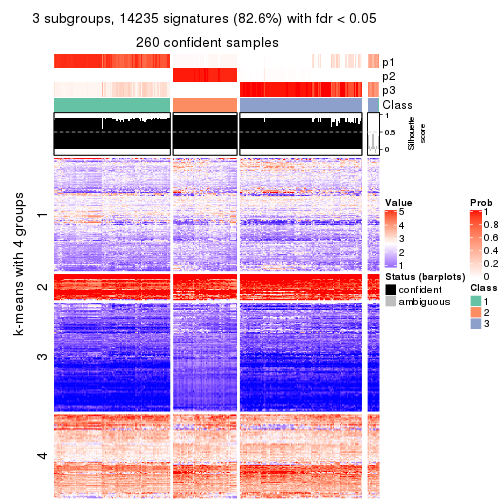 3 subgroups, 14235 signatures (82.6%) with fdr < 0.05
260 confident samples
p1
p2
p3
Class
1
0.5
0
Silhouette
score
k-means with 4 groups
1
2
3
4
Value
5
4
3
2
1
Status (barplots)
confident
ambiguous
Prob
1
0.8
0.6
0.4
0.2
0
Class
1
2
3